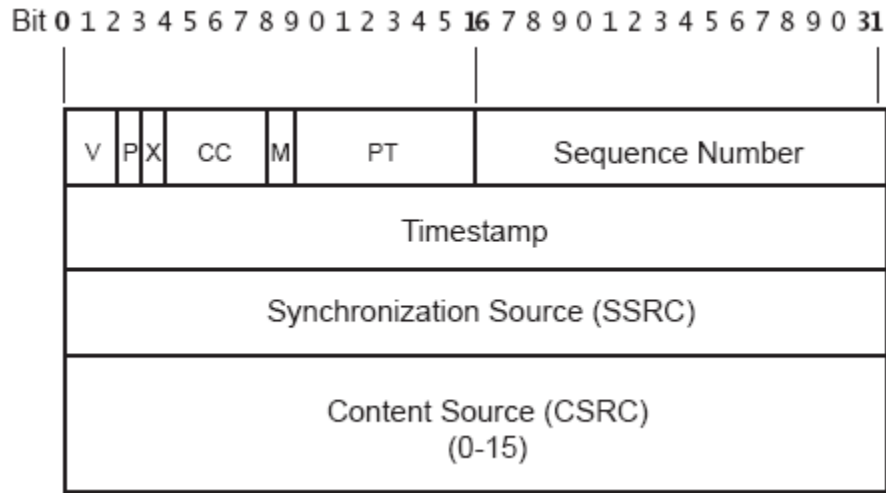 Bit 0 1 2 3 4 5 6 7 8 9 0 1 2 3 4 5 16 7 8 9 0 1 2 3 4 5 6 7 8 9 0 31
V P X CC M PT Sequence Number
Timestamp
Synchronization Source (SSRC)
Content Source (CSRC)
(0-15)